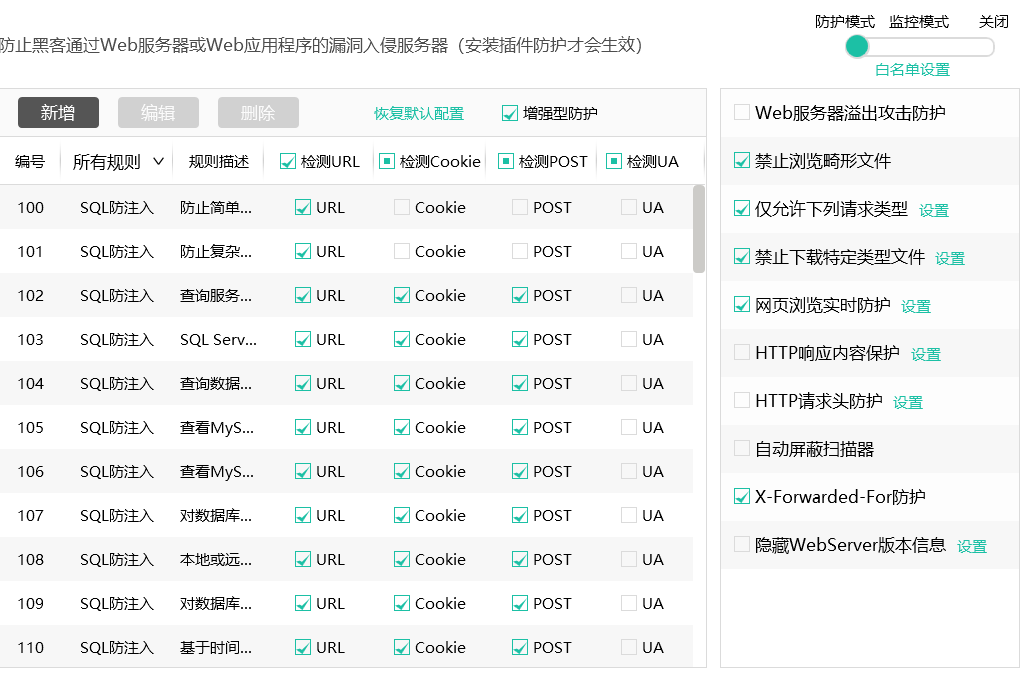 防护模式 监控模式 关闭
防止黑客通过Web服务器或Web应用程序的漏洞入侵服务器（安装插件防护才会生效）
白名单设置
新增 编辑 删除 恢复默认配置 增强型防护
编号 所有规则 规则描述 检测URL 检测Cookie 检测POST 检测UA
100 SQL防注入 防止简单... URL Cookie POST UA
101 SQL防注入 防止复杂... URL Cookie POST UA
102 SQL防注入 查询服务... URL Cookie POST UA
103 SQL防注入 SQL Serv... URL Cookie POST UA
104 SQL防注入 查询数据... URL Cookie POST UA
105 SQL防注入 查看MyS... URL Cookie POST UA
106 SQL防注入 查看MyS... URL Cookie POST UA
107 SQL防注入 对数据库... URL Cookie POST UA
108 SQL防注入 本地或远... URL Cookie POST UA
109 SQL防注入 对数据库... URL Cookie POST UA
110 SQL防注入 基于时间... URL Cookie POST UA
Web服务器溢出攻击防护
禁止浏览畸形文件
仅允许下列请求类型 设置
禁止下载特定类型文件 设置
网页浏览实时防护 设置
HTTP响应内容保护 设置
HTTP请求头防护 设置
自动屏蔽扫描器
X-Forwarded-For防护
隐藏WebServer版本信息 设置